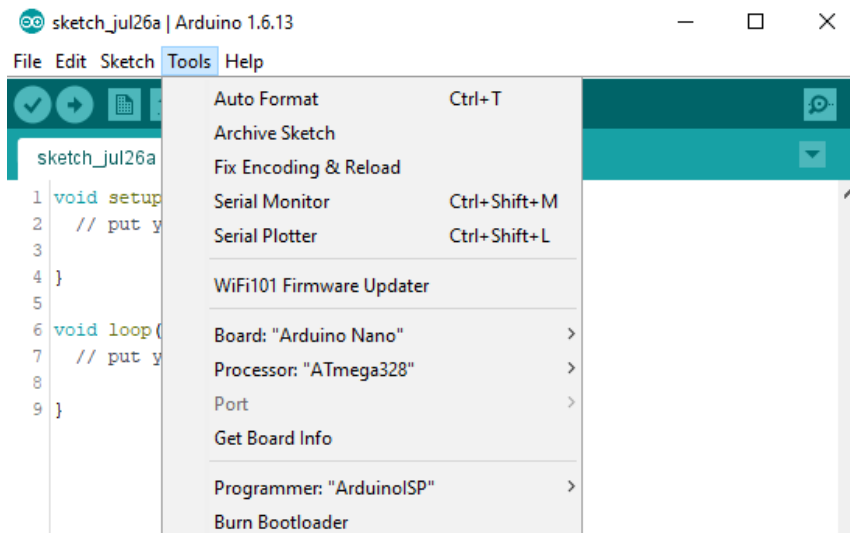 sketch_jul26a | Arduino 1.6.13
File Edit Sketch Tools Help
Auto Format Ctrl+T
Archive Sketch
sketch_jul26a
Fix Encoding & Reload
1 void setup
Serial Monitor Ctrl+Shift+M
2 // put y
Serial Plotter Ctrl+Shift+L
3
4 }
WiFi101 Firmware Updater
5
6 void loop(
Board: "Arduino Nano"
7 // put y
Processor: "ATmega328"
8
Port
9 }
Get Board Info
Programmer: "ArduinoISP"
Burn Bootloader